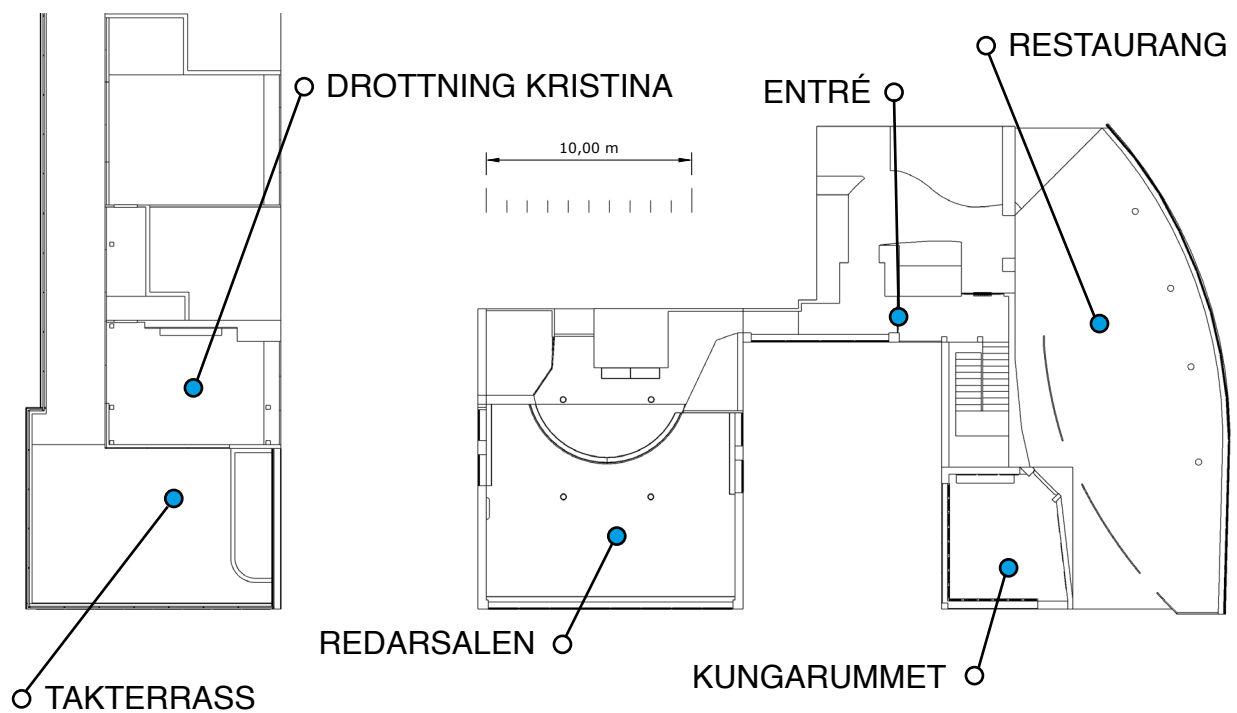 RESTAURANG
DROTTNING KRISTINA
ENTRÉ
10,00 m
REDARSALEN
KUNGARUMMET
TAKTERRASS